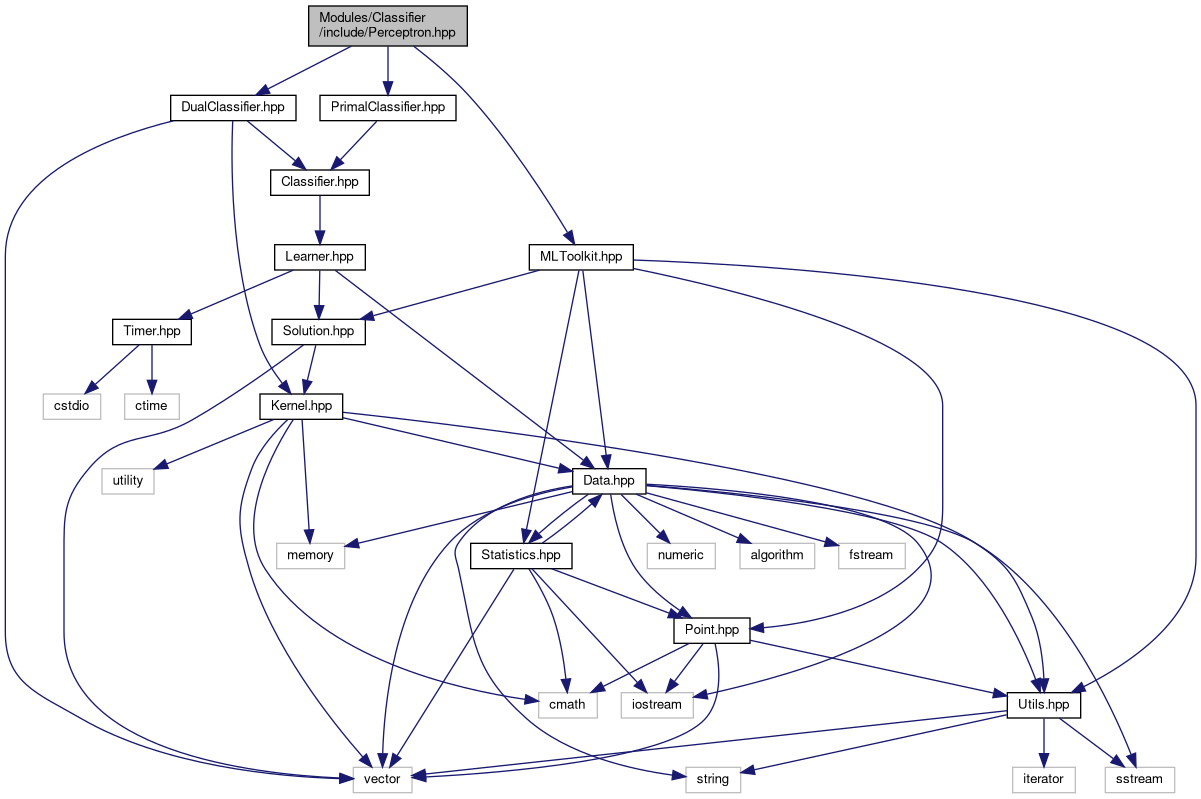 Modules/Classifier
/include/Perceptron.hpp
DualClassifier.hpp
PrimalClassifier.hpp
Classifier.hpp
Learner.hpp
MLToolkit.hpp
Timer.hpp
Solution.hpp
cstdio
ctime
Kernel.hpp
utility
Data.hpp
memory
Statistics.hpp
numeric
algorithm
fstream
Point.hpp
cmath
iostream
Utils.hpp
vector
string
iterator
sstream